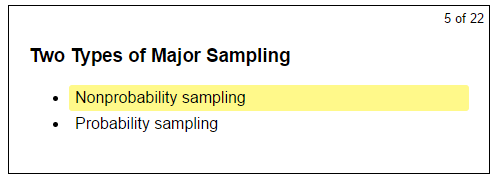 5 of 22
Two Types of Major Sampling
• Nonprobability sampling
• Probability sampling